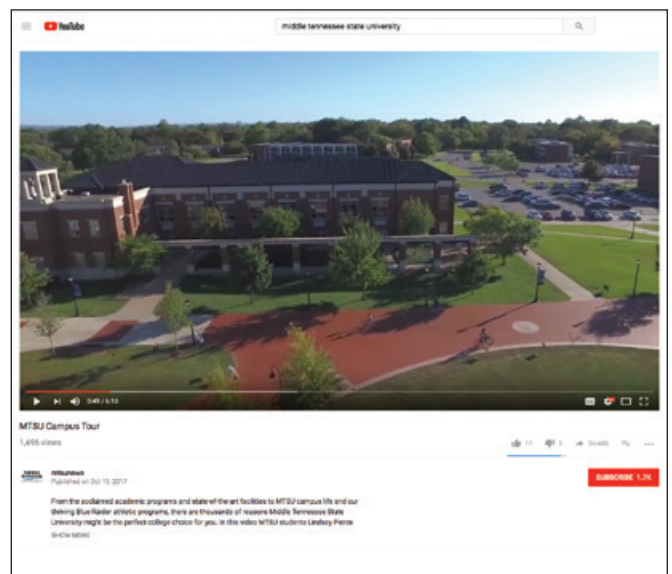 YouTube
middle tennessee state university
0:49 / 6:10
MTSU Campus Tour
1,496 views
11
SHARE
mtsunews
Published on Oct 13, 2017
SUBSCRIBE 1.7K
From the acclaimed academic programs and state-of-the-art facilities to MTSU campus life and our
thriving Blue Raider athletic programs, there are thousands of reasons Middle Tennessee State
University might be the perfect college choice for you. In this video MTSU students Lindsey Pierce
SHOW MORE